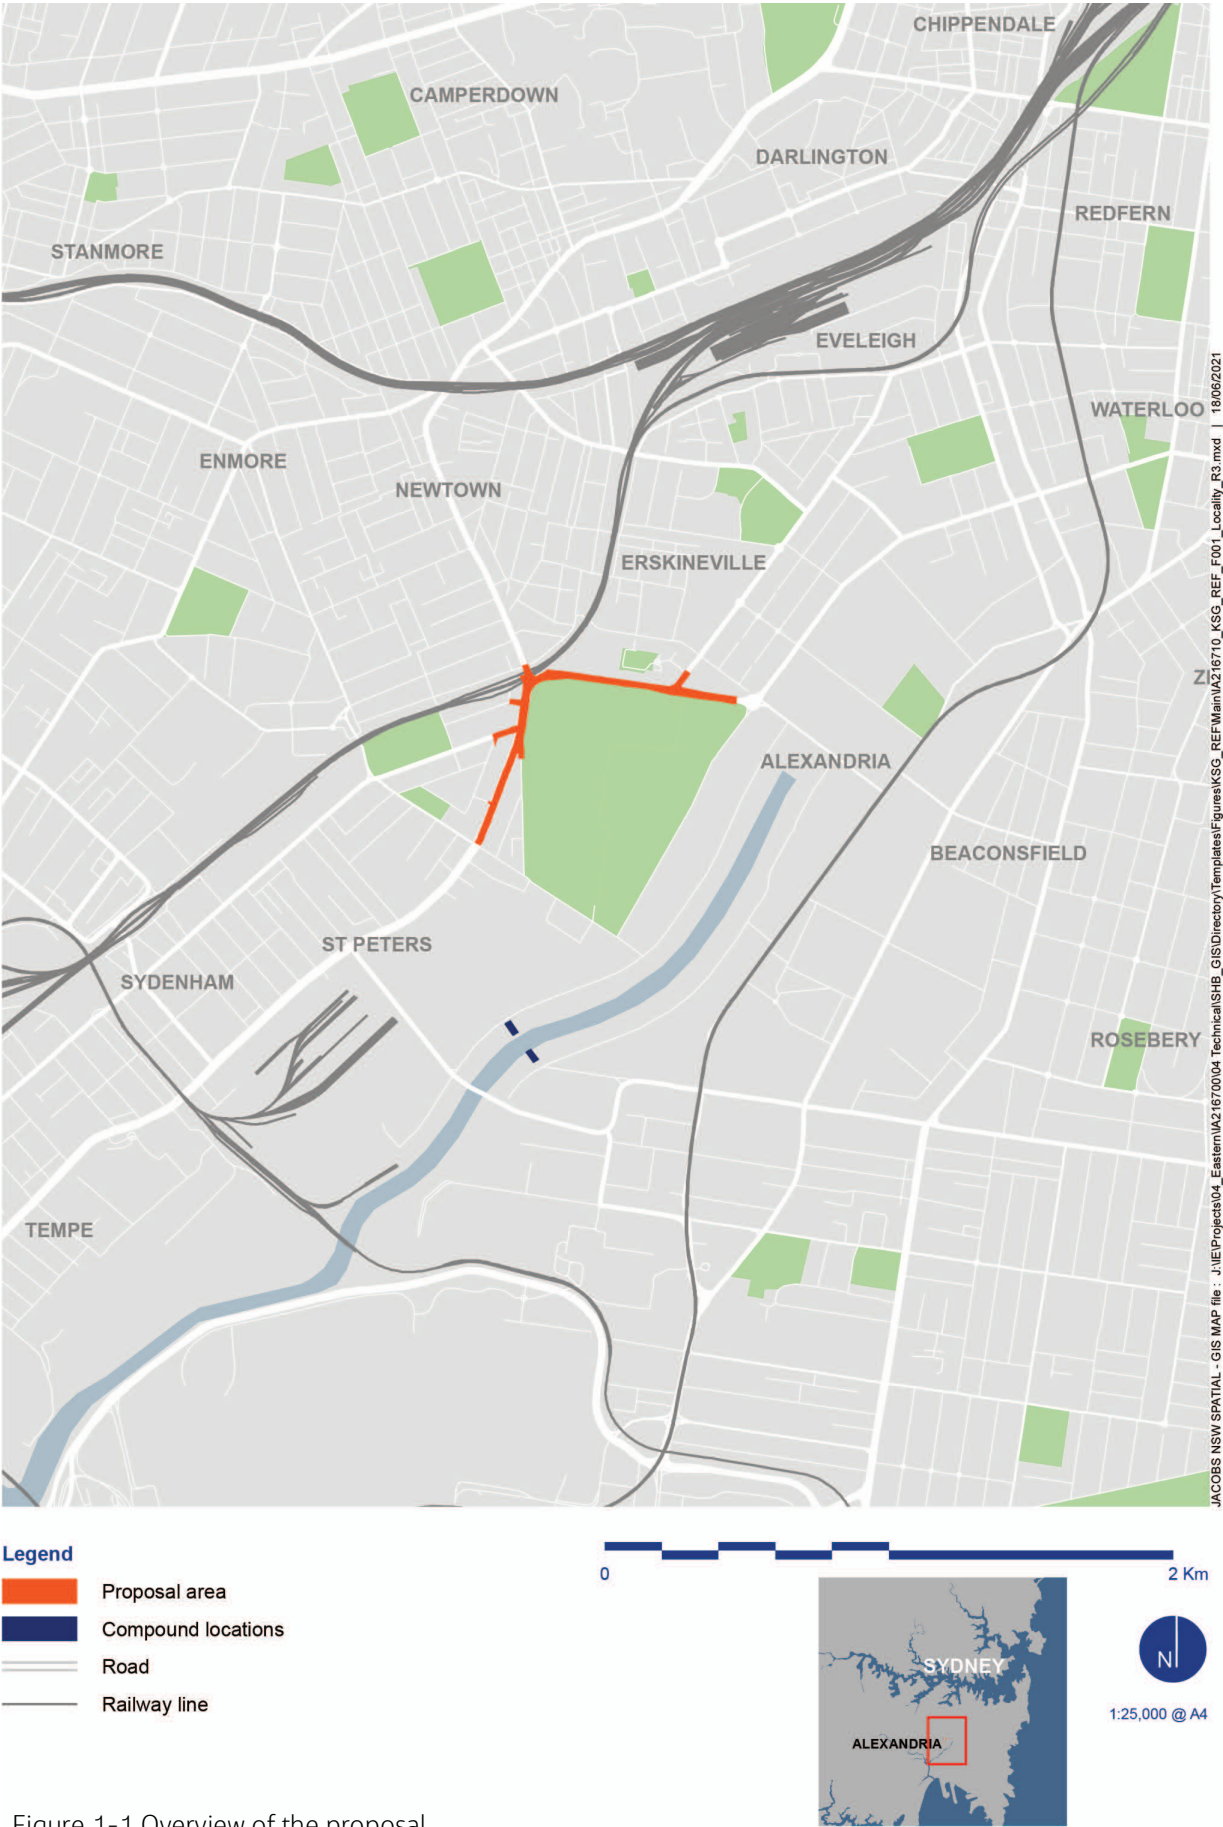 CHIPPENDALE
CAMPERDOWN
DARLINGTON
REDFERN
STANMORE
EVELEIGH
WATERLOO
ENMORE
NEWTOWN
ERSKINEVILLE
ZI
ALEXANDRIA
BEACONSFIELD
ST PETERS
SYDENHAM
ROSEBERY
TEMPE
JACOBS NSW SPATIAL - GIS MAP file : J:\IE\Projects\04_Eastern\IA216700\04 Technical\SHB_GIS\Directory\Templates\Figures\KSG_REF\Main\IA216710_KSG_REF_F001_Locality_R3.mxd | 18/06/2021
Legend
Proposal area
Compound locations
Road
Railway line
0 2 Km
SYDNEY
ALEXANDRIA
N
1:25,000 @ A4
Figure 1-1 Overview of the proposal